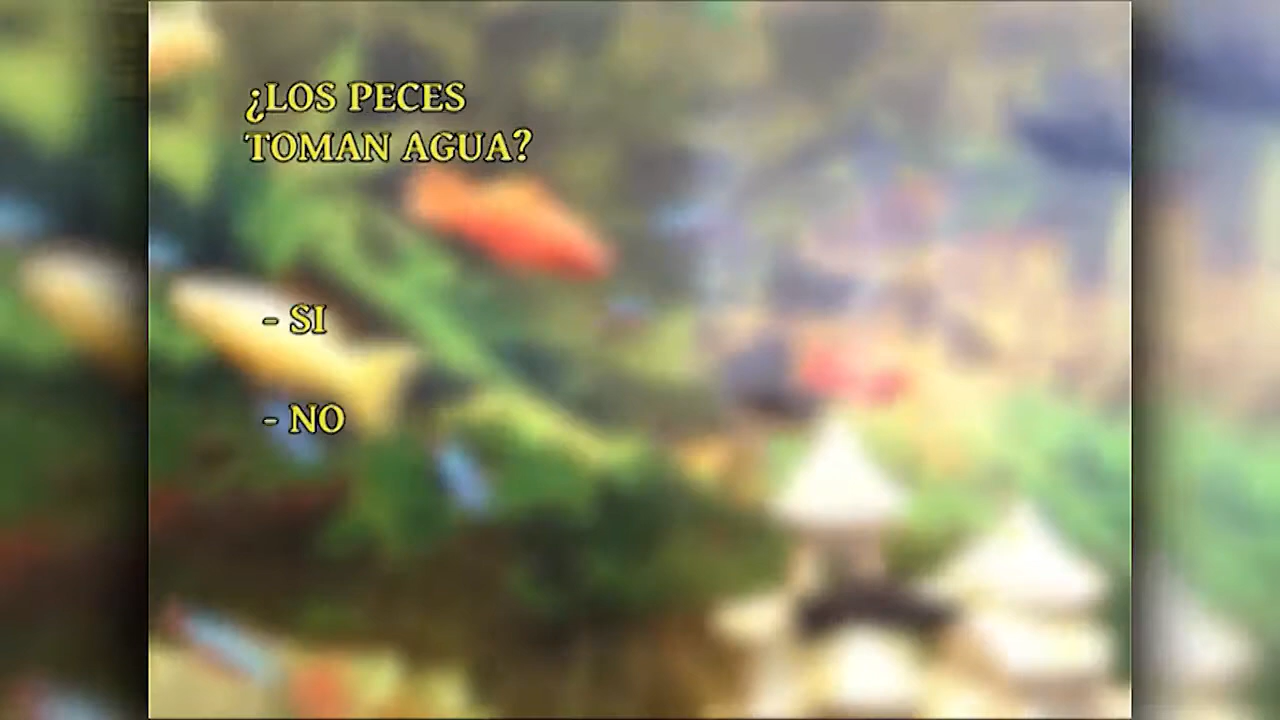 ¿LOS PECES
TOMAN AGUA?
- SI
- NO